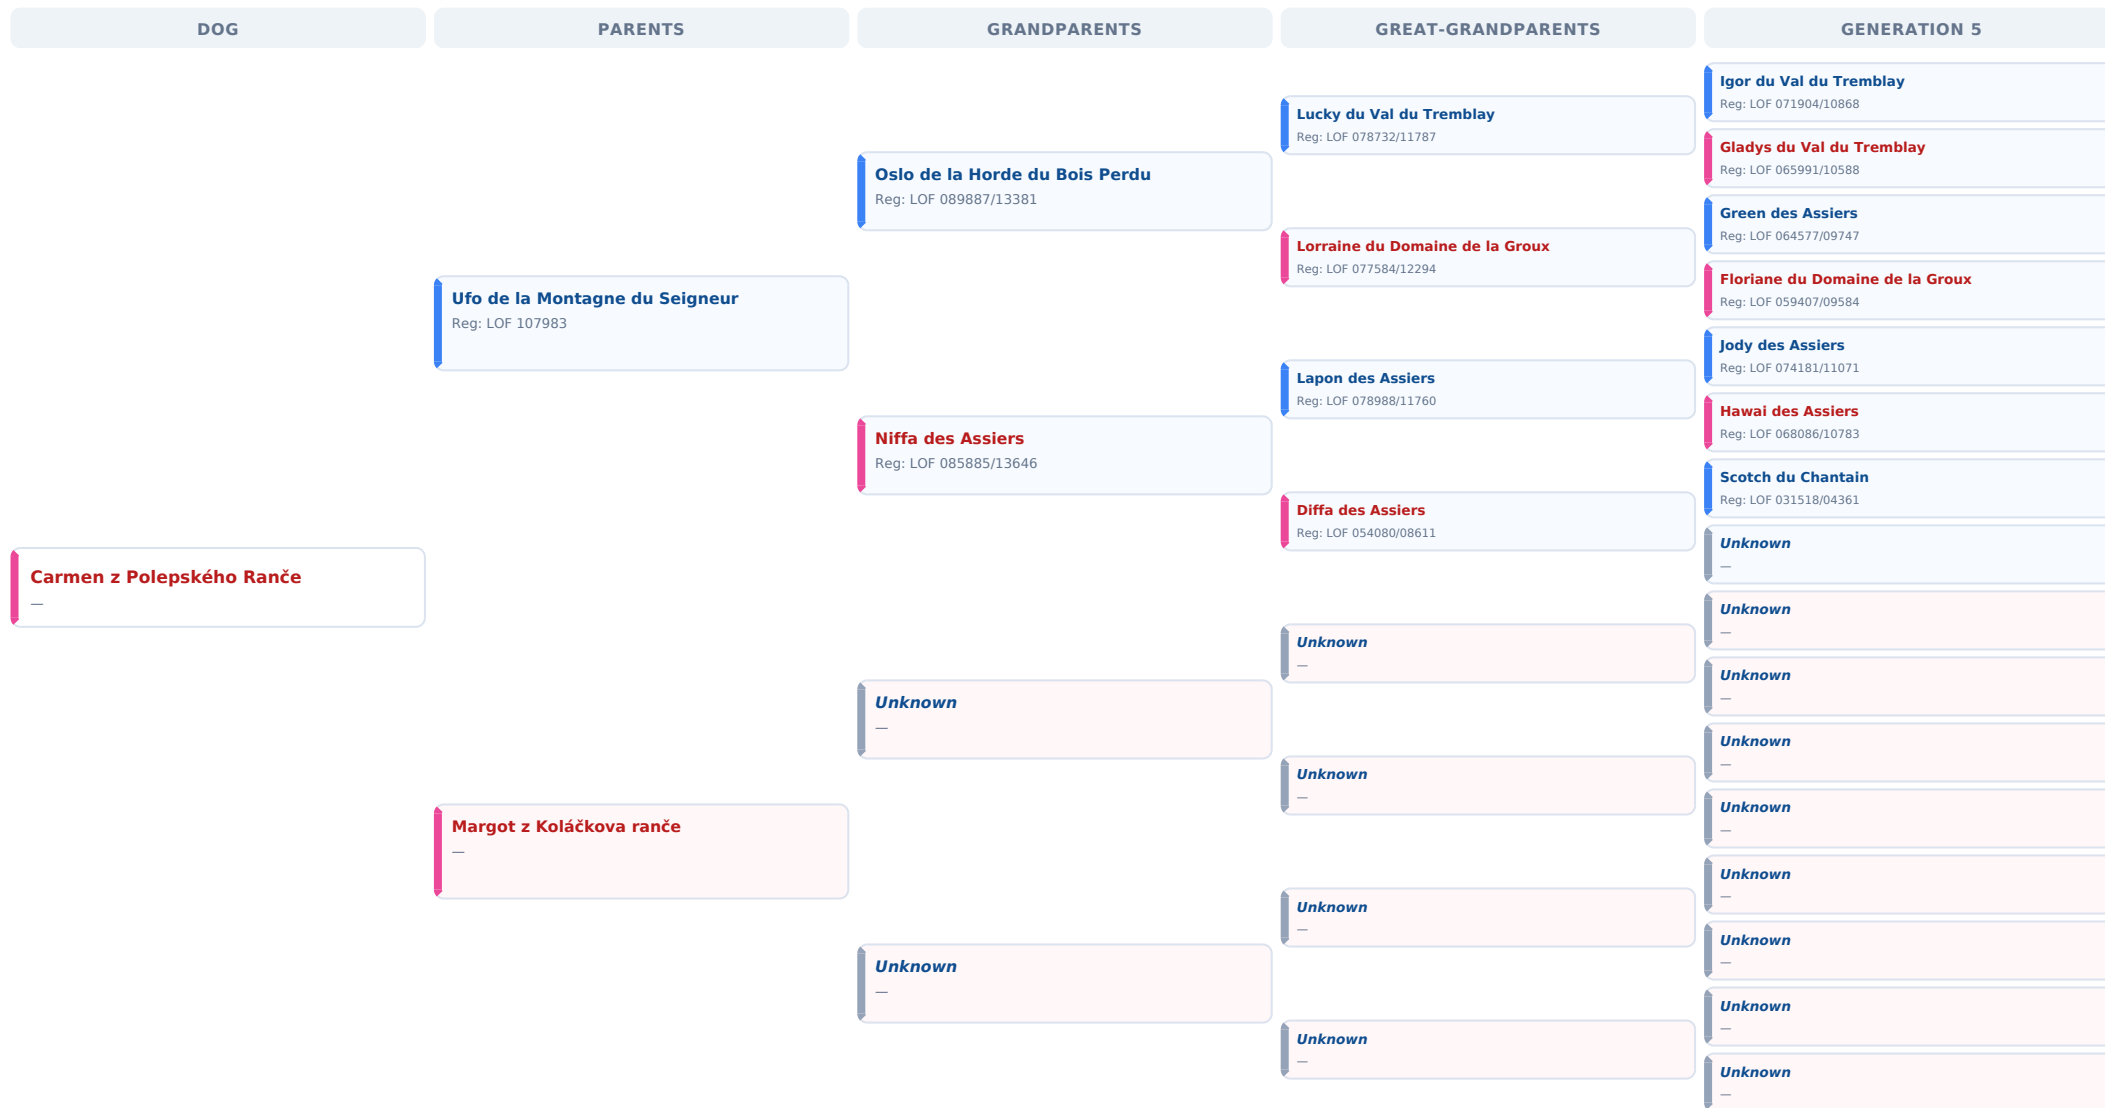 DOG
PARENTS
GRANDPARENTS
GREAT-GRANDPARENTS
GENERATION 5
Carmen z Polepského Ranče
—
Ufo de la Montagne du Seigneur
Reg: LOF 107983
Margot z Koláčkova ranče
—
Oslo de la Horde du Bois Perdu
Reg: LOF 089887/13381
Niffa des Assiers
Reg: LOF 085885/13646
Unknown
—
Unknown
—
Lucky du Val du Tremblay
Reg: LOF 078732/11787
Lorraine du Domaine de la Groux
Reg: LOF 077584/12294
Lapon des Assiers
Reg: LOF 078988/11760
Diffa des Assiers
Reg: LOF 054080/08611
Unknown
—
Unknown
—
Unknown
—
Unknown
—
Igor du Val du Tremblay
Reg: LOF 071904/10868
Gladys du Val du Tremblay
Reg: LOF 065991/10588
Green des Assiers
Reg: LOF 064577/09747
Floriane du Domaine de la Groux
Reg: LOF 059407/09584
Jody des Assiers
Reg: LOF 074181/11071
Hawai des Assiers
Reg: LOF 068086/10783
Scotch du Chantain
Reg: LOF 031518/04361
Unknown
—
Unknown
—
Unknown
—
Unknown
—
Unknown
—
Unknown
—
Unknown
—
Unknown
—
Unknown
—